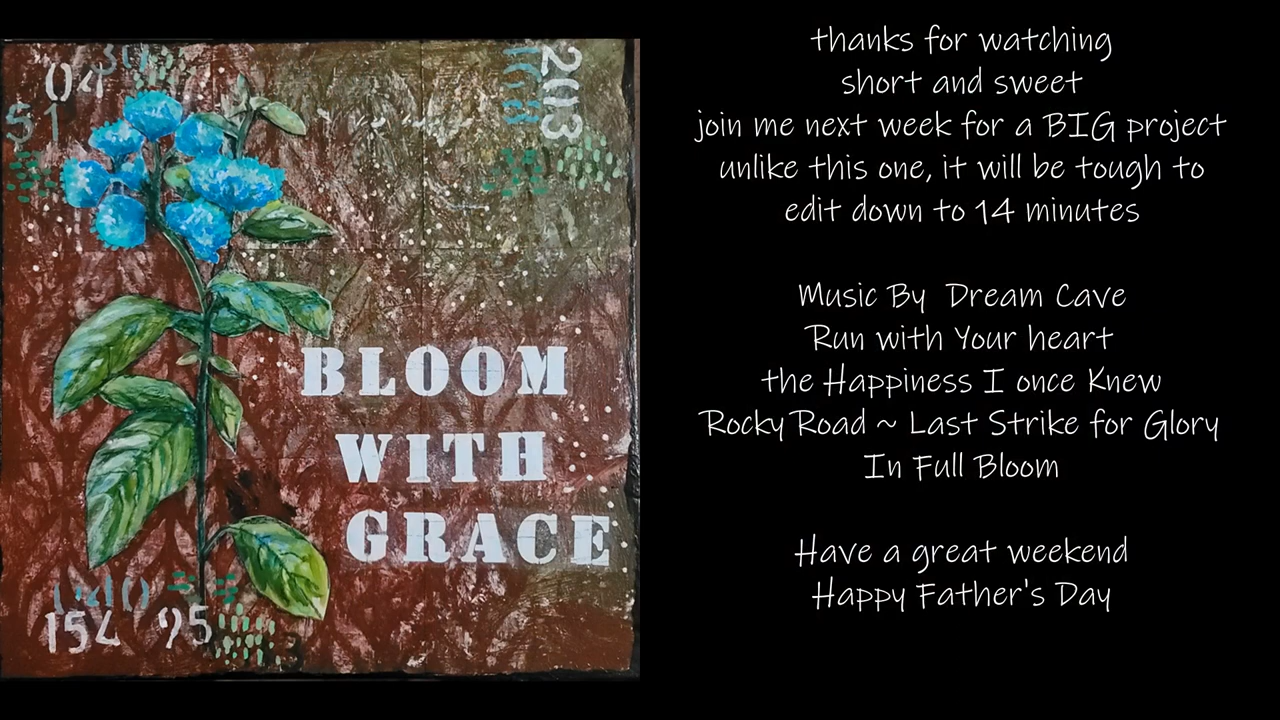 04
51
2013
BLOOM
WITH
GRACE
154 95
thanks for watching
short and sweet
join me next week for a BIG project
unlike this one, it will be tough to
edit down to 14 minutes
Music By Dream Cave
Run with Your heart
the Happiness I once Knew
Rocky Road ~ Last Strike for Glory
In Full Bloom
Have a great weekend
Happy Father's Day